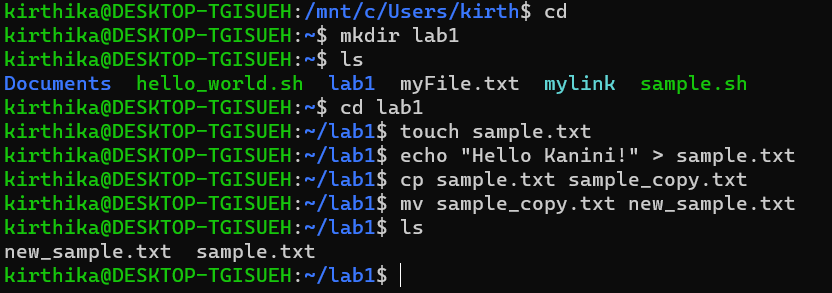 kirthika@DESKTOP-TGISUEH:/mnt/c/Users/kirth$ cd
kirthika@DESKTOP-TGISUEH:~$ mkdir lab1
kirthika@DESKTOP-TGISUEH:~$ ls
Documents  hello_world.sh  lab1  myFile.txt  mylink  sample.sh
kirthika@DESKTOP-TGISUEH:~$ cd lab1
kirthika@DESKTOP-TGISUEH:~/lab1$ touch sample.txt
kirthika@DESKTOP-TGISUEH:~/lab1$ echo "Hello Kanini!" > sample.txt
kirthika@DESKTOP-TGISUEH:~/lab1$ cp sample.txt sample_copy.txt
kirthika@DESKTOP-TGISUEH:~/lab1$ mv sample_copy.txt new_sample.txt
kirthika@DESKTOP-TGISUEH:~/lab1$ ls
new_sample.txt  sample.txt
kirthika@DESKTOP-TGISUEH:~/lab1$